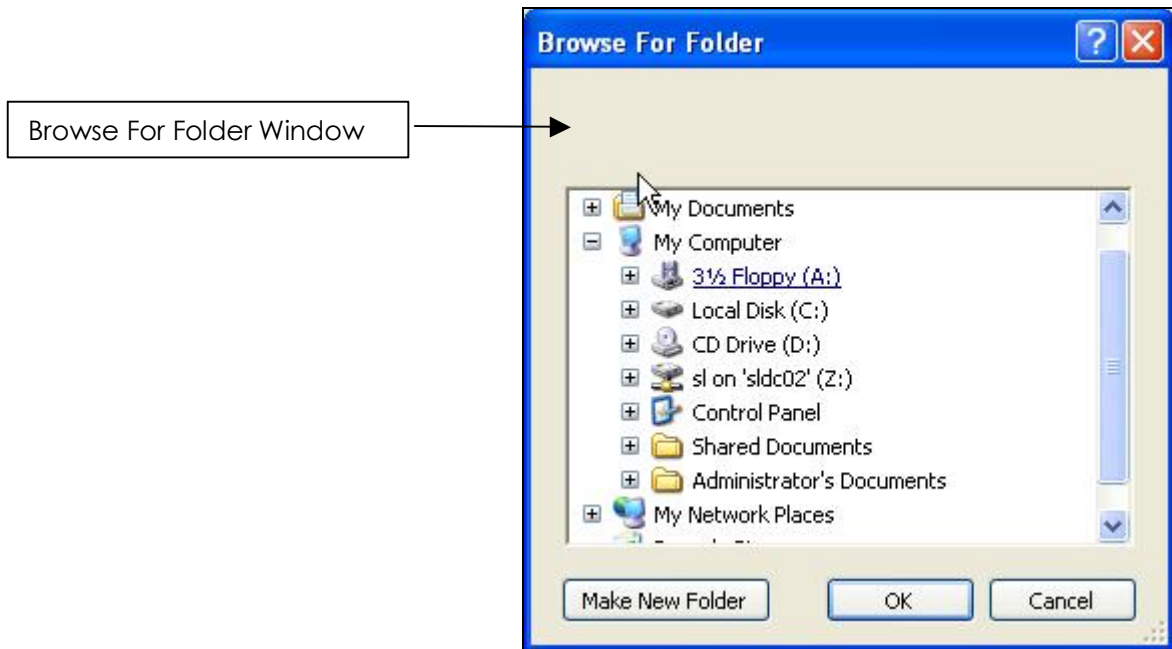 Browse For Folder
Browse For Folder Window
My Documents
My Computer
3½ Floppy (A:)
Local Disk (C:)
CD Drive (D:)
sl on 'sldc02' (Z:)
Control Panel
Shared Documents
Administrator's Documents
My Network Places
Make New Folder
OK
Cancel